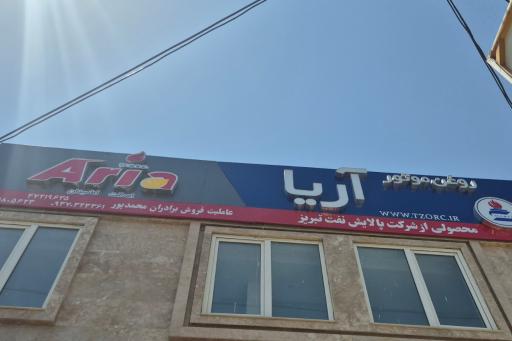 روغن موتور
آریا
Aria
WWW.TZORC.IR
محصولی از شرکت پالایش نفت تبریز
عاملیت فروش برادران محمدپور